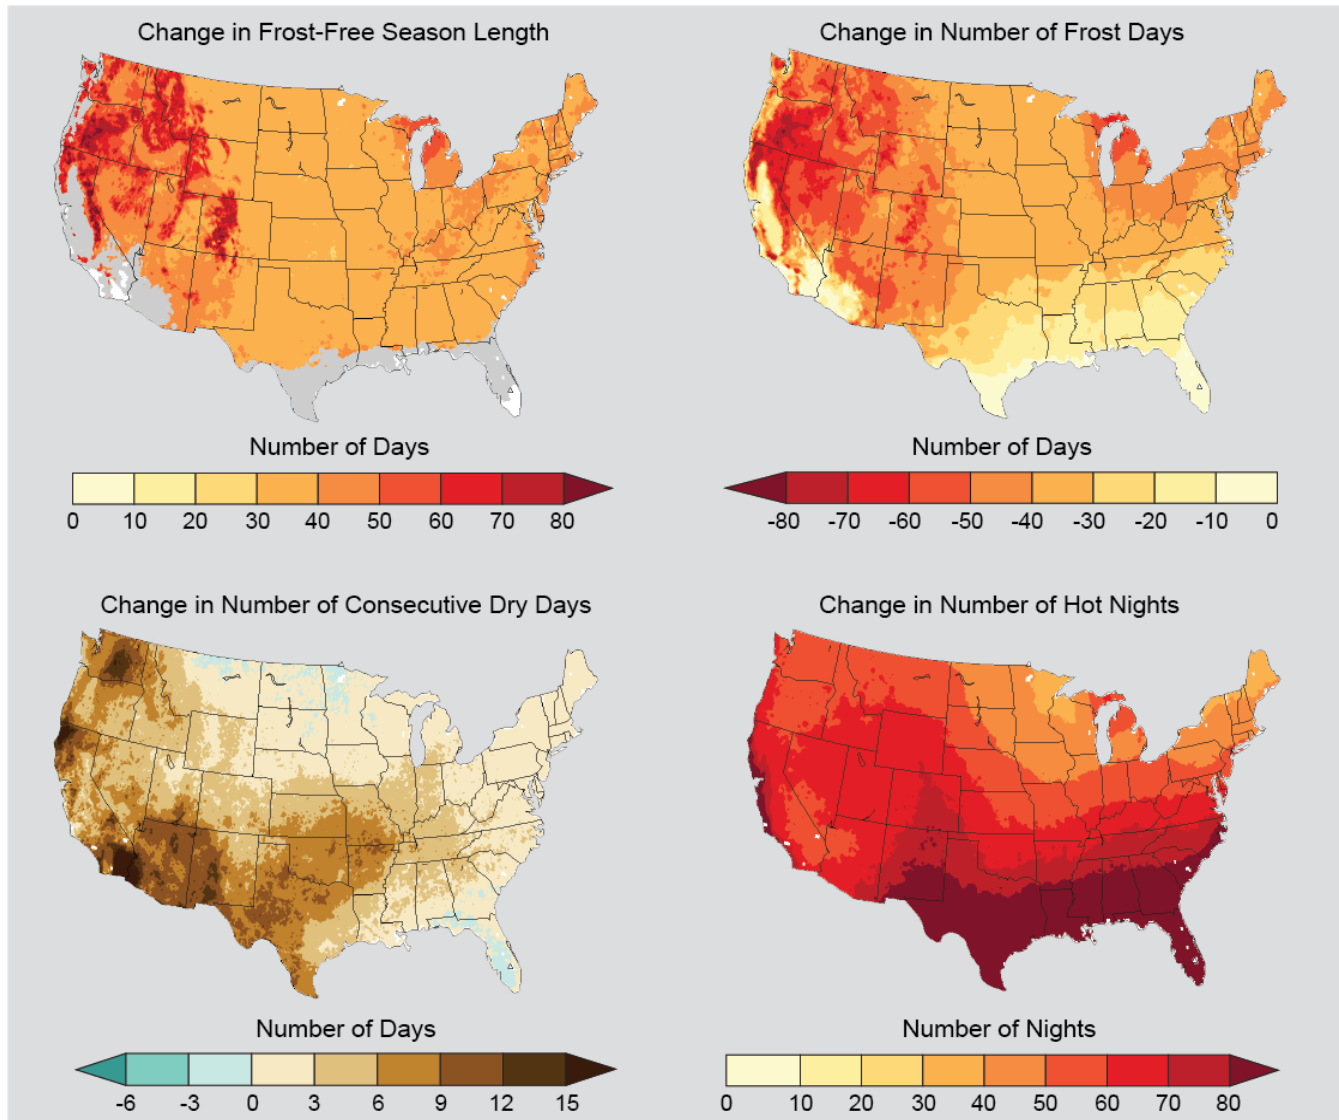 Change in Frost-Free Season Length
Change in Number of Frost Days
Number of Days
0 10 20 30 40 50 60 70 80
Number of Days
-80 -70 -60 -50 -40 -30 -20 -10 0
Change in Number of Consecutive Dry Days
Change in Number of Hot Nights
Number of Days
-6 -3 0 3 6 9 12 15
Number of Nights
0 10 20 30 40 50 60 70 80